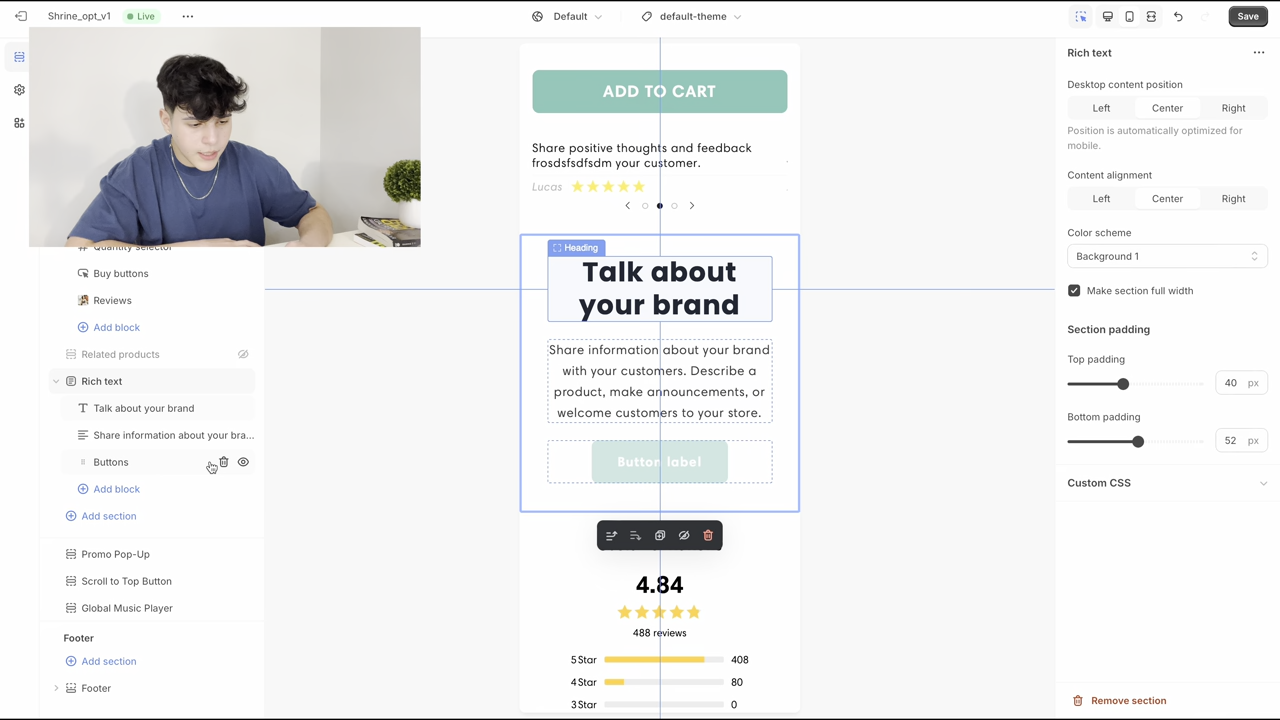 Shrine_opt_v1
Live
Default
default-theme
Save
Quantity selector
Buy buttons
Reviews
Add block
Related products
Rich text
Talk about your brand
Share information about your bra...
Buttons
Add block
Add section
Promo Pop-Up
Scroll to Top Button
Global Music Player
Footer
Add section
Footer
ADD TO CART
Share positive thoughts and feedback
frosdsfsdfsdm your customer.
Lucas
Heading
Talk about
your brand
Share information about your brand
with your customers. Describe a
product, make announcements, or
welcome customers to your store.
Button label
4.84
488 reviews
5 Star 408
4 Star 80
3 Star 0
Rich text
Desktop content position
Left Center Right
Position is automatically optimized for
mobile.
Content alignment
Left Center Right
Color scheme
Background 1
Make section full width
Section padding
Top padding
40 px
Bottom padding
52 px
Custom CSS
Remove section